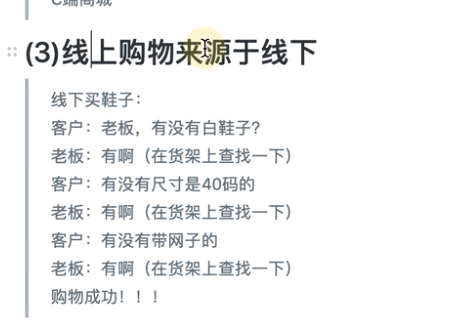 C端商城
(3)线上购物来源于线下
线下买鞋子：
客户：老板，有没有白鞋子？
老板：有啊（在货架上查找一下）
客户：有没有尺寸是40码的
老板：有啊（在货架上查找一下）
客户：有没有带网子的
老板：有啊（在货架上查找一下）
购物成功！！！